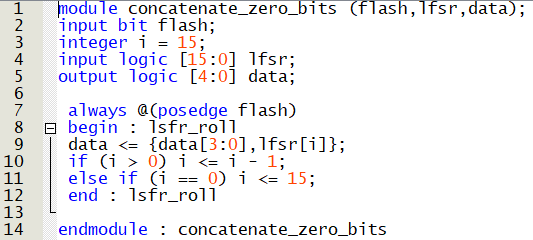 1 module concatenate_zero_bits (flash,lfsr,data);
2 input bit flash;
3 integer i = 15;
4 input logic [15:0] lfsr;
5 output logic [4:0] data;
6
7 always @(posedge flash)
8 begin : lsfr_roll
9 data <= {data[3:0],lfsr[i]};
10 if (i > 0) i <= i - 1;
11 else if (i == 0) i <= 15;
12 end : lsfr_roll
13
14 endmodule : concatenate_zero_bits